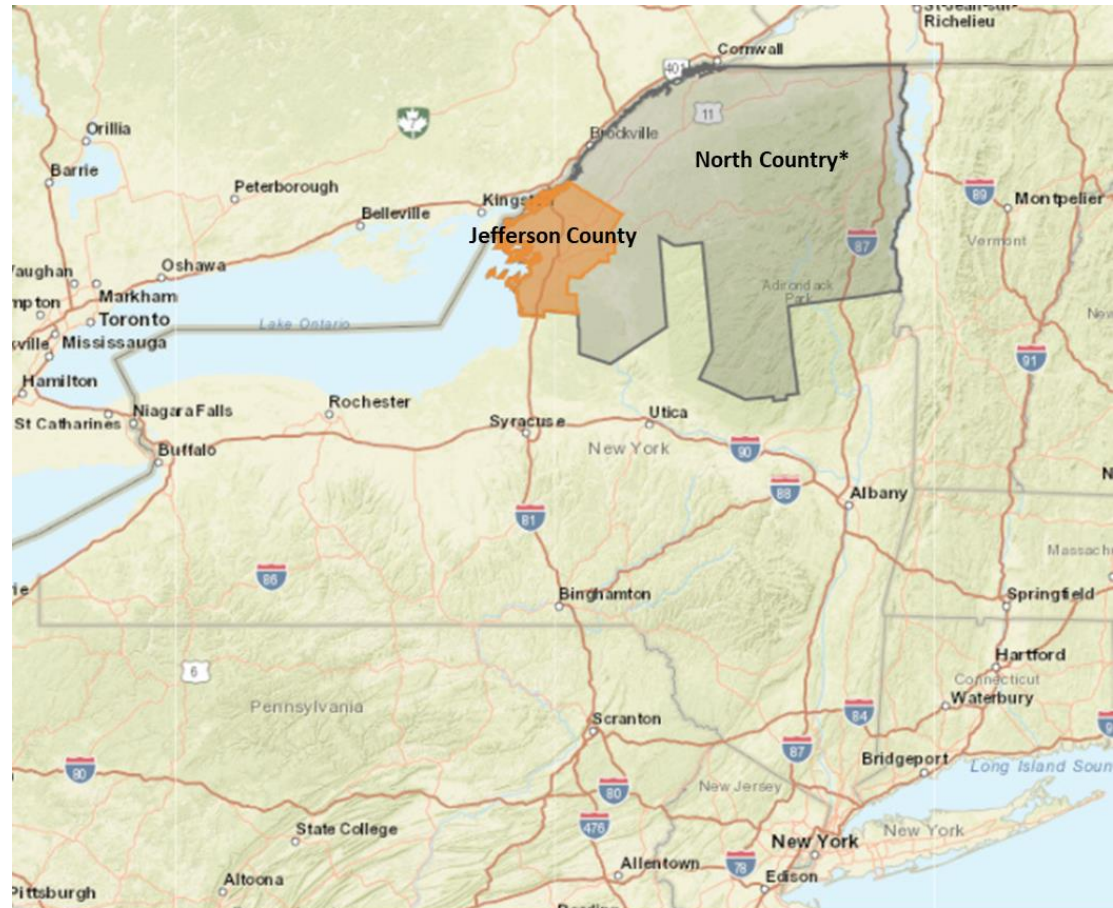 St-Jean-sur-
Richelieu
Cornwall
401
Orillia
11
Brockville
North Country*
Barrie
Peterborough
Kingston
89
Montpelier
Belleville
Jefferson County
Vermont
87
Oshawa
Vaughan
Markham
Adirondack
Park
Toronto
Lake Ontario
Mississauga
91
Hamilton
Rochester
Niagara Falls
St Catharines
Utica
Syracuse
New York
Buffalo
90
88
Albany
81
Massach
86
Binghamton
Springfield
Hartford
6
Connecticut
Waterbury
Pennsylvania
Scranton
84
87
Bridgeport
Long Island Soun
80
New Jersey
80
State College
476
New York
New York
78
Allentown
Edison
Altoona
Pittsburgh